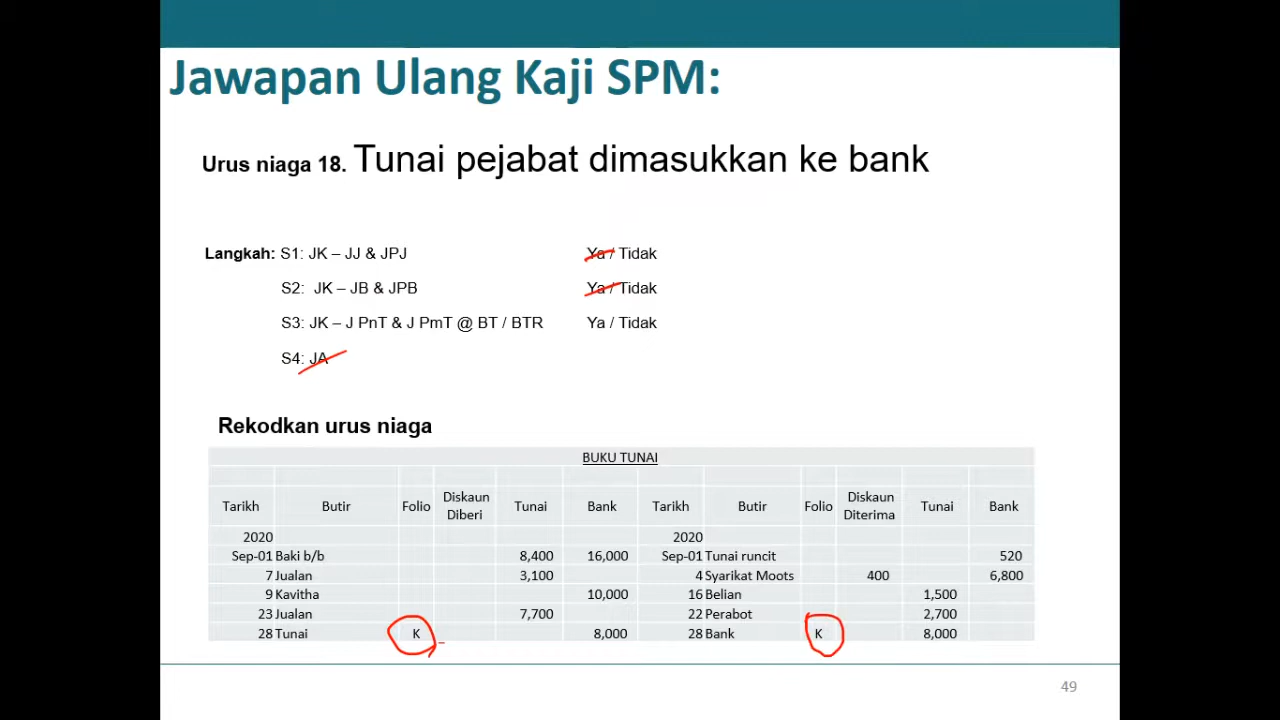 Jawapan Ulang Kaji SPM:
Urus niaga 18. Tunai pejabat dimasukkan ke bank
Langkah: S1: JK – JJ & JPJ Ya / Tidak
S2: JK – JB & JPB Ya / Tidak
S3: JK – J PnT & J PmT @ BT / BTR Ya / Tidak
S4: JA
Rekodkan urus niaga
BUKU TUNAI
Tarikh Butir Folio Diskaun Diberi Tunai Bank Tarikh Butir Folio Diskaun Diterima Tunai Bank
2020 2020
Sep-01 Baki b/b 8,400 16,000 Sep-01 Tunai runcit 520
7 Jualan 3,100 4 Syarikat Moots 400 6,800
9 Kavitha 10,000 16 Belian 1,500
23 Jualan 7,700 22 Perabot 2,700
28 Tunai K 8,000 28 Bank K 8,000
49